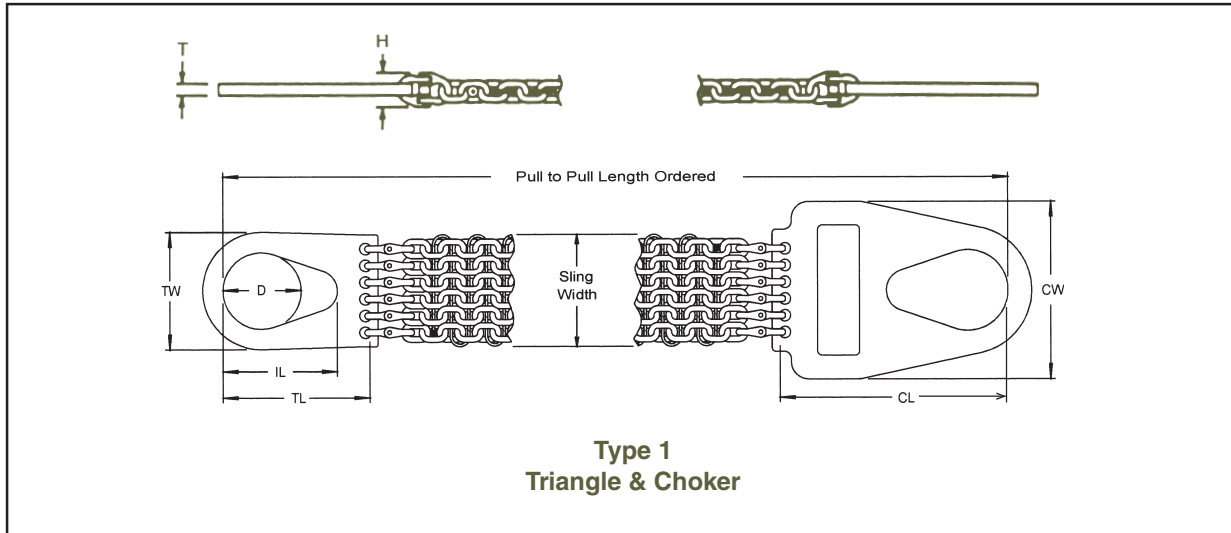 T
H
Pull to Pull Length Ordered
TW
D
Sling
Width
CW
IL
TL
CL
Type 1
Triangle & Choker